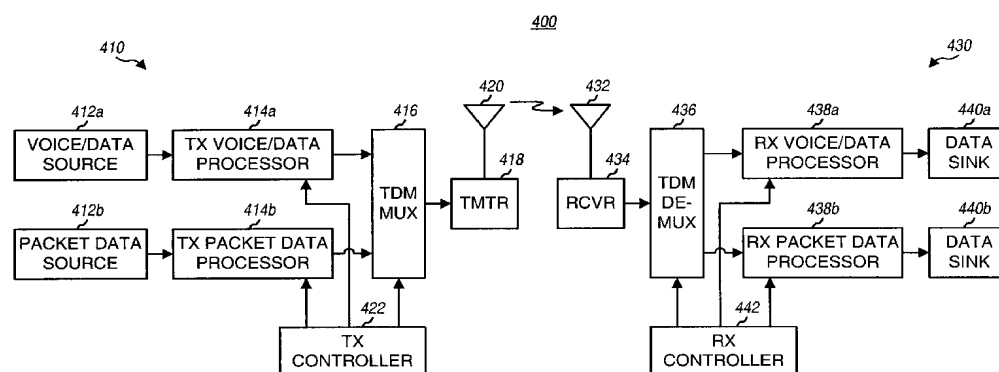 400
410
430
412a
VOICE/DATA
SOURCE
414a
TX VOICE/DATA
PROCESSOR
416
TDM
MUX
420
418
TMTR
432
434
RCVR
436
TDM
DE-
MUX
438a
RX VOICE/DATA
PROCESSOR
440a
DATA
SINK
412b
PACKET DATA
SOURCE
414b
TX PACKET DATA
PROCESSOR
438b
RX PACKET DATA
PROCESSOR
440b
DATA
SINK
422
TX
CONTROLLER
442
RX
CONTROLLER